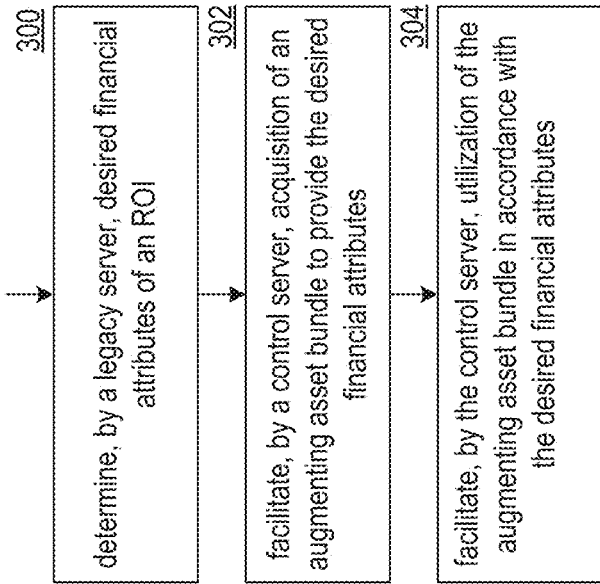 300
determine, by a legacy server, desired financial
attributes of an ROI
302
facilitate, by a control server, acquisition of an
augmenting asset bundle to provide the desired
financial attributes
304
facilitate, by the control server, utilization of the
augmenting asset bundle in accordance with
the desired financial attributes